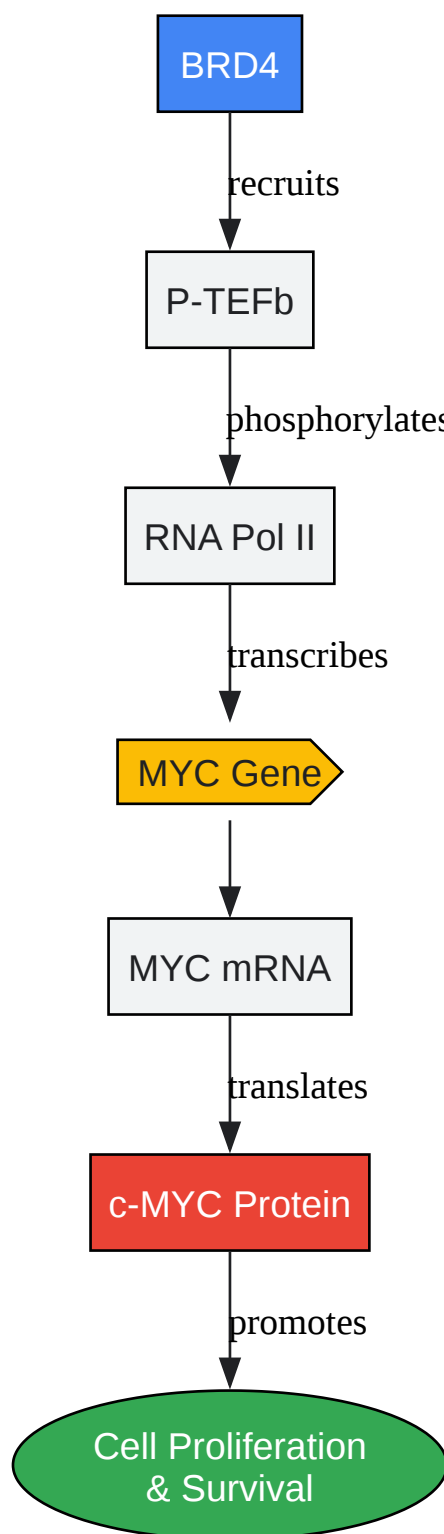 BRD4
recruits
P-TEFb
phosphorylates
RNA Pol II
transcribes
MYC Gene
MYC mRNA
translates
c-MYC Protein
promotes
Cell Proliferation
& Survival